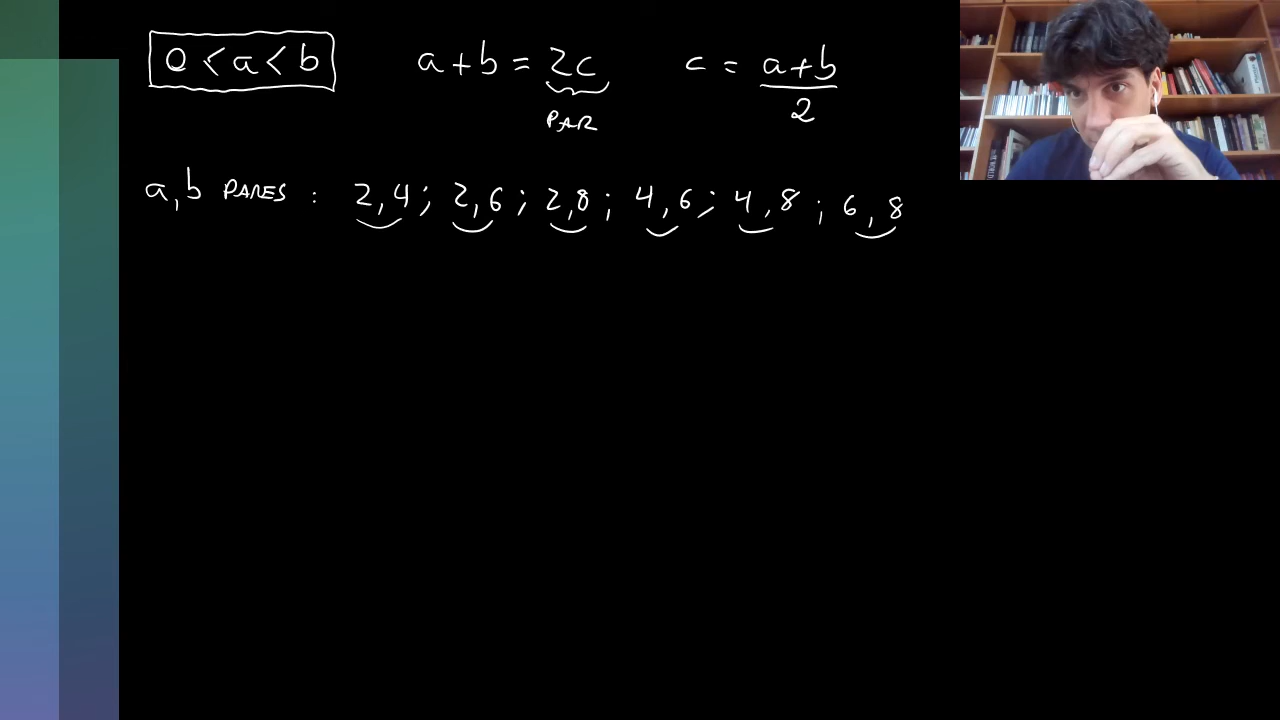 0 < a < b
a + b = 2c
PAR
c = a+b / 2
a, b PARES : 2,4 ; 2,6 ; 2,8 ; 4,6 ; 4,8 ; 6,8